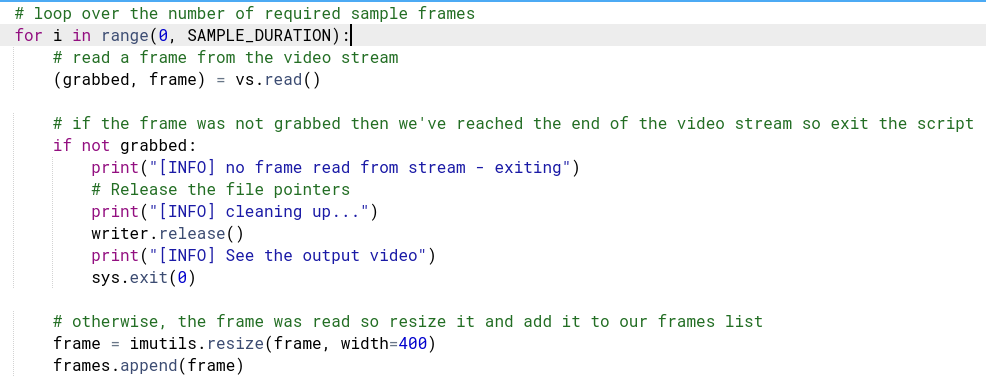 # loop over the number of required sample frames
for i in range(0, SAMPLE_DURATION):
    # read a frame from the video stream
    (grabbed, frame) = vs.read()

    # if the frame was not grabbed then we've reached the end of the video stream so exit the script
    if not grabbed:
        print("[INFO] no frame read from stream - exiting")
        # Release the file pointers
        print("[INFO] cleaning up...")
        writer.release()
        print("[INFO] See the output video")
        sys.exit(0)

    # otherwise, the frame was read so resize it and add it to our frames list
    frame = imutils.resize(frame, width=400)
    frames.append(frame)